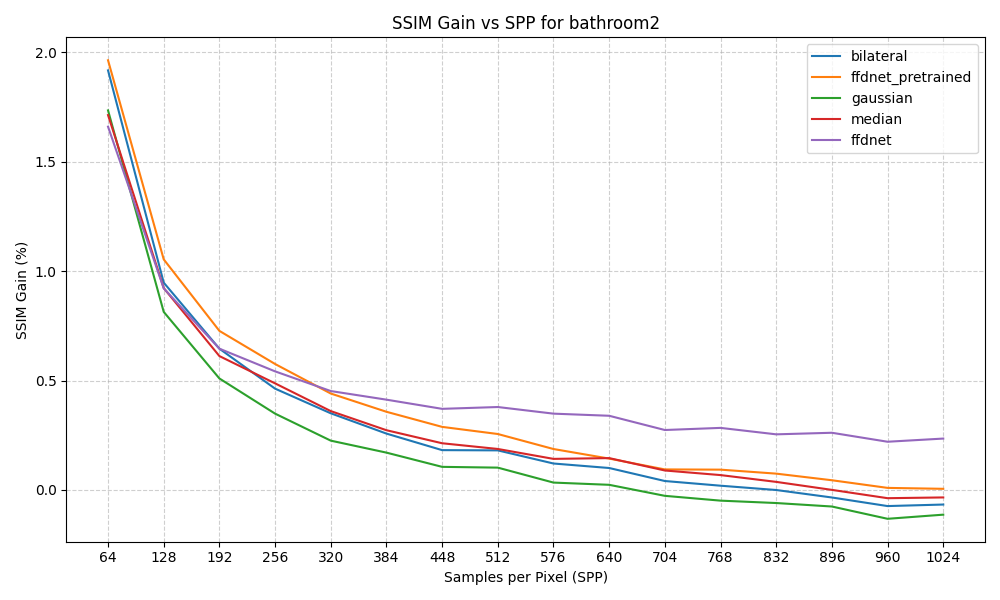 SSIM Gain vs SPP for bathroom2
bilateral
ffdnet_pretrained
gaussian
median
ffdnet
SSIM Gain (%)
2.0
1.5
1.0
0.5
0.0
64 128 192 256 320 384 448 512 576 640 704 768 832 896 960 1024
Samples per Pixel (SPP)